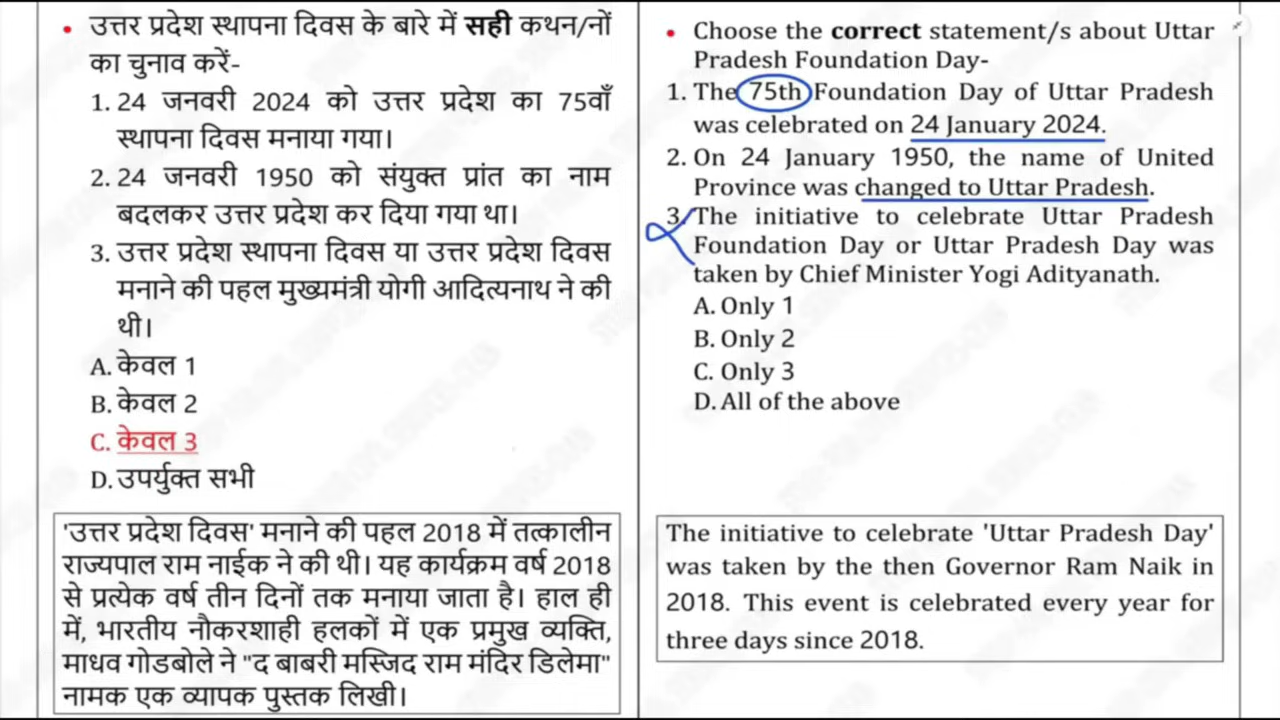 • उत्तर प्रदेश स्थापना दिवस के बारे में सही कथन/नों
का चुनाव करें-
1. 24 जनवरी 2024 को उत्तर प्रदेश का 75वाँ
स्थापना दिवस मनाया गया।
2. 24 जनवरी 1950 को संयुक्त प्रांत का नाम
बदलकर उत्तर प्रदेश कर दिया गया था।
3. उत्तर प्रदेश स्थापना दिवस या उत्तर प्रदेश दिवस
मनाने की पहल मुख्यमंत्री योगी आदित्यनाथ ने की
थी।
A. केवल 1
B. केवल 2
C. केवल 3
D. उपर्युक्त सभी
'उत्तर प्रदेश दिवस' मनाने की पहल 2018 में तत्कालीन
राज्यपाल राम नाईक ने की थी। यह कार्यक्रम वर्ष 2018
से प्रत्येक वर्ष तीन दिनों तक मनाया जाता है। हाल ही
में, भारतीय नौकरशाही हलकों में एक प्रमुख व्यक्ति,
माधव गोडबोले ने "द बाबरी मस्जिद राम मंदिर डिलेमा"
नामक एक व्यापक पुस्तक लिखी।
• Choose the correct statement/s about Uttar
Pradesh Foundation Day-
1. The 75th Foundation Day of Uttar Pradesh
was celebrated on 24 January 2024.
2. On 24 January 1950, the name of United
Province was changed to Uttar Pradesh.
3. The initiative to celebrate Uttar Pradesh
Foundation Day or Uttar Pradesh Day was
taken by Chief Minister Yogi Adityanath.
A. Only 1
B. Only 2
C. Only 3
D. All of the above
The initiative to celebrate 'Uttar Pradesh Day'
was taken by the then Governor Ram Naik in
2018. This event is celebrated every year for
three days since 2018.